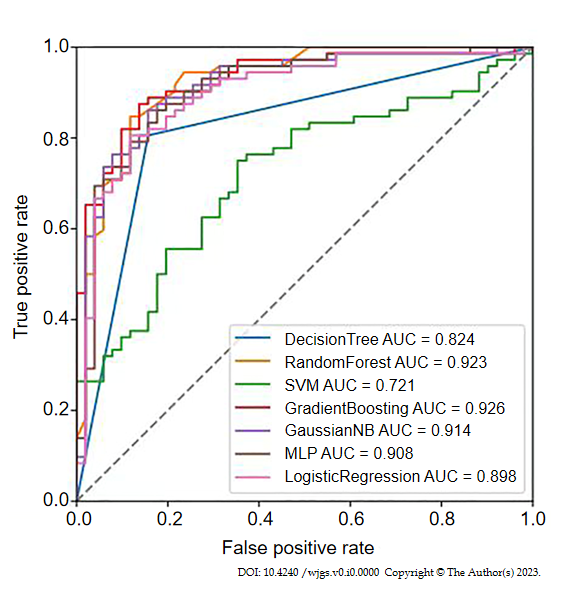 1.0
0.8
0.6
0.4
0.2
0.0
True positive rate
DecisionTree AUC = 0.824
RandomForest AUC = 0.923
SVM AUC = 0.721
GradientBoosting AUC = 0.926
GaussianNB AUC = 0.914
MLP AUC = 0.908
LogisticRegression AUC = 0.898
0.0 0.2 0.4 0.6 0.8 1.0
False positive rate
DOI: 10.4240 /wjgs.v0.i0.0000 Copyright © The Author(s) 2023.